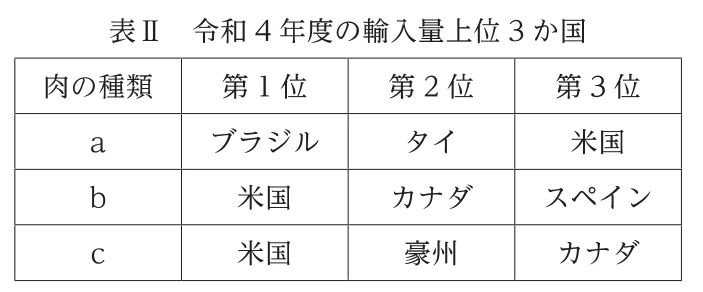 表Ⅱ　令和4年度の輸入量上位3か国
肉の種類　第1位　第2位　第3位
a　ブラジル　タイ　米国
b　米国　カナダ　スペイン
c　米国　豪州　カナダ